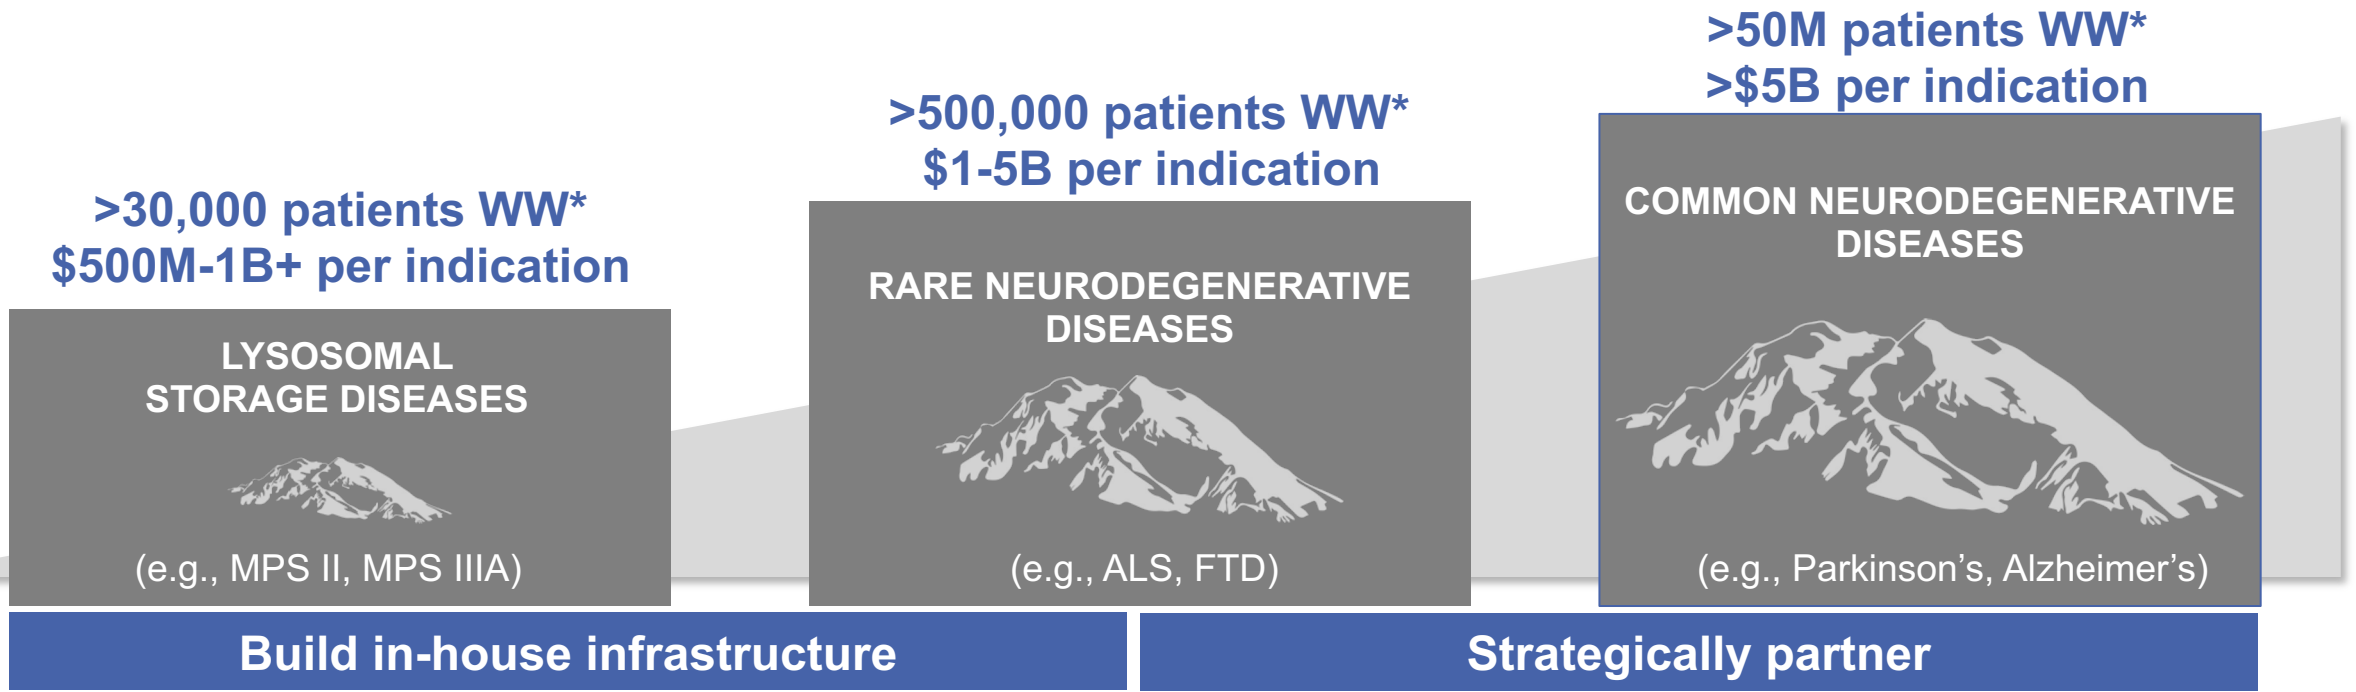 >30,000 patients WW*
$500M-1B+ per indication
LYSOSOMAL
STORAGE DISEASES
(e.g., MPS II, MPS IIIA)
>500,000 patients WW*
$1-5B per indication
RARE NEURODEGENERATIVE
DISEASES
(e.g., ALS, FTD)
>50M patients WW*
>$5B per indication
COMMON NEURODEGENERATIVE
DISEASES
(e.g., Parkinson’s, Alzheimer’s)
Build in-house infrastructure
Strategically partner